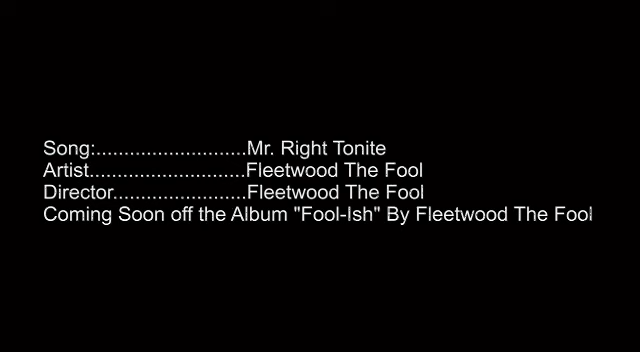 Song:...........................Mr. Right Tonite
Artist............................Fleetwood The Fool
Director........................Fleetwood The Fool
Coming Soon off the Album "Fool-Ish" By Fleetwood The Fool